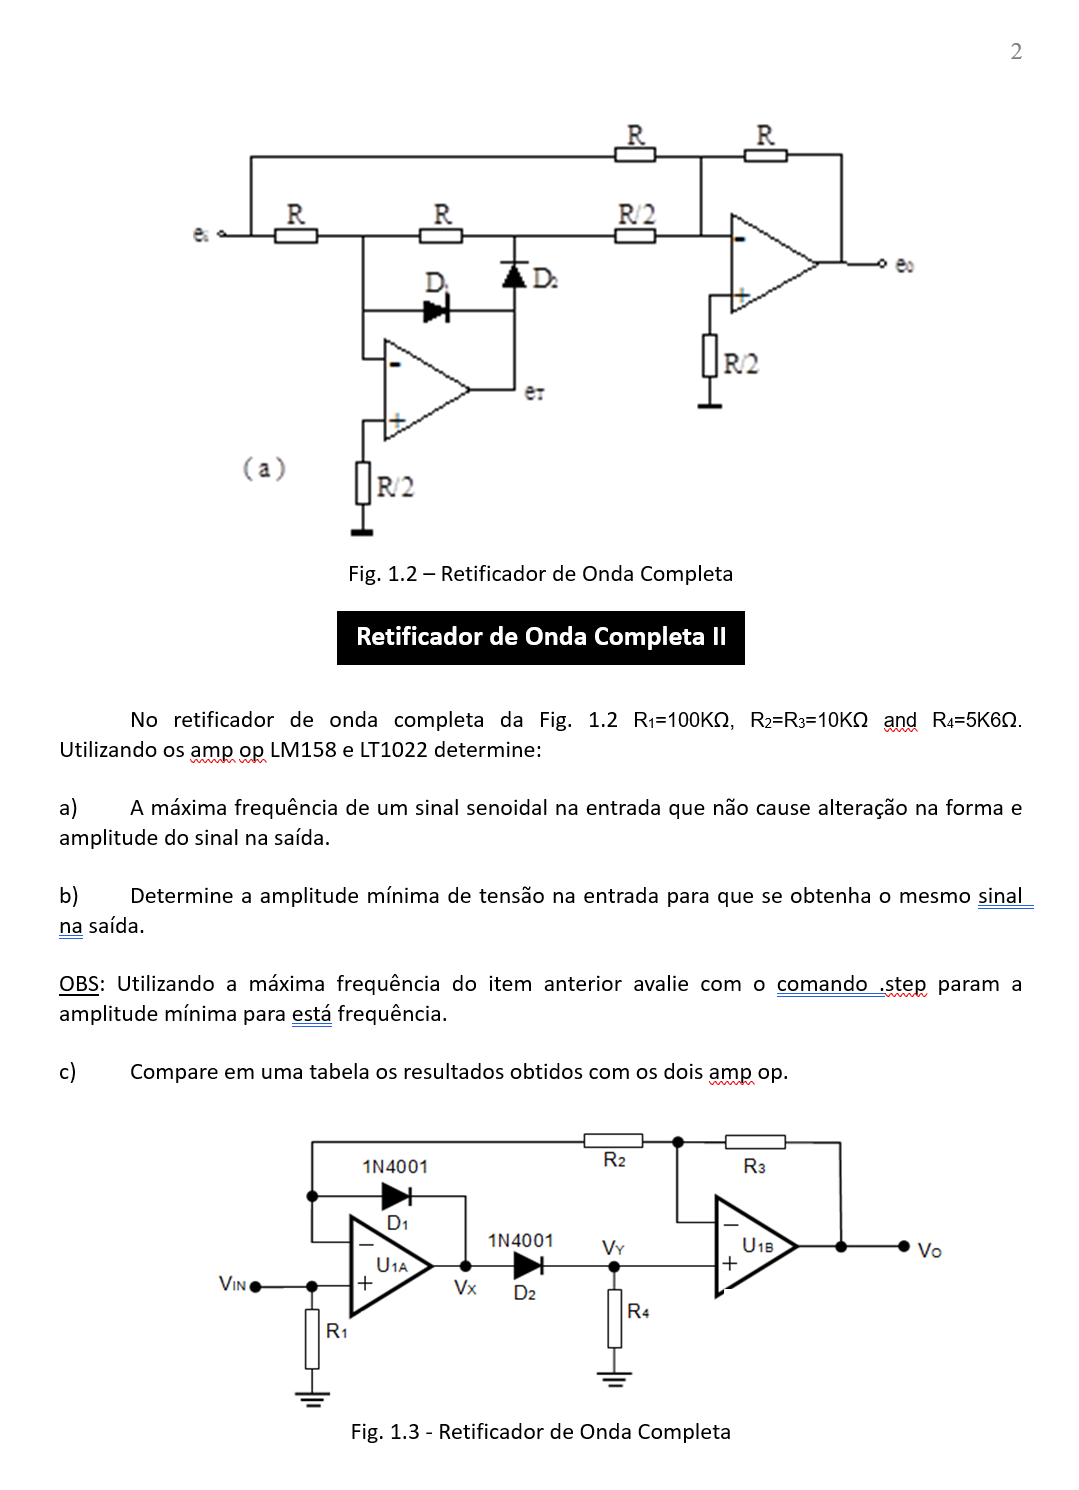 2
R
R
R
R
R/2
eᵢ
D₁
D₂
e₀
R/2
eT
(a)
R/2
Fig. 1.2 – Retificador de Onda Completa
Retificador de Onda Completa II
No retificador de onda completa da Fig. 1.2 R₁=100KΩ, R₂=R₃=10KΩ and R₄=5K6Ω.
Utilizando os amp op LM158 e LT1022 determine:
a) A máxima frequência de um sinal senoidal na entrada que não cause alteração na forma e
amplitude do sinal na saída.
b) Determine a amplitude mínima de tensão na entrada para que se obtenha o mesmo sinal
na saída.
OBS: Utilizando a máxima frequência do item anterior avalie com o comando .step param a
amplitude mínima para está frequência.
c) Compare em uma tabela os resultados obtidos com os dois amp op.
R2
R3
1N4001
D1
1N4001
VY
U1B
VO
U1A
VIN
VX
D2
R4
R1
Fig. 1.3 - Retificador de Onda Completa